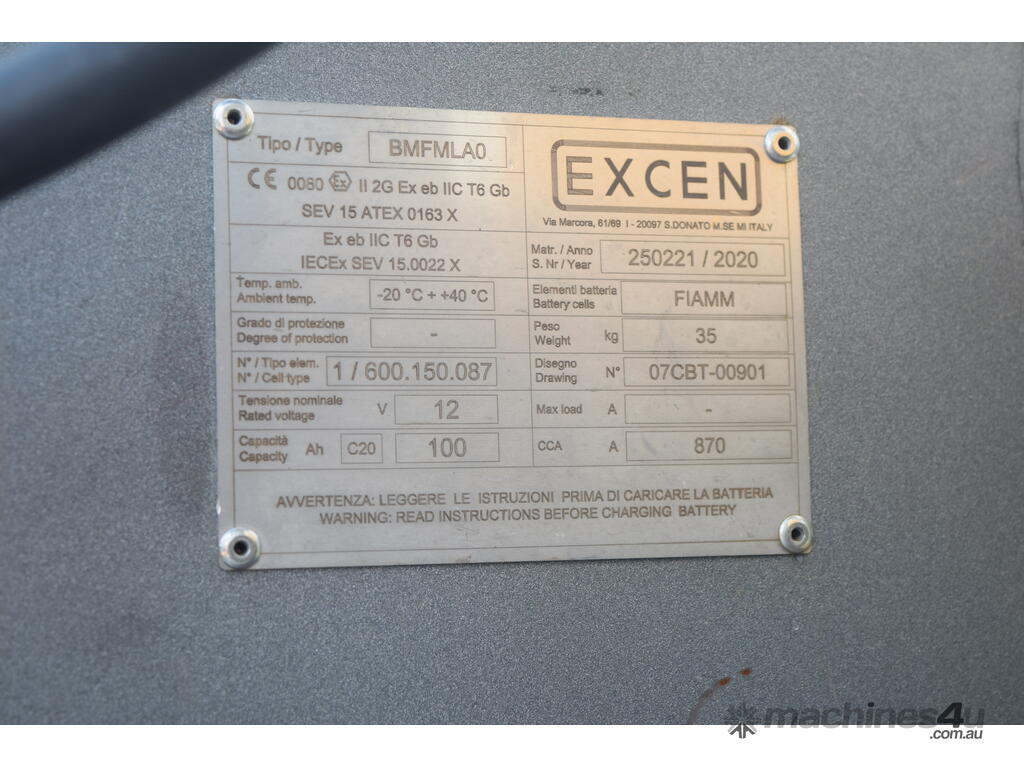 Tipo / Type BMFMLA0
CE 0080 Ex II 2G Ex eb IIC T6 Gb
SEV 15 ATEX 0163 X
Ex eb IIC T6 Gb
IECEx SEV 15.0022 X
Temp. amb.
Ambient temp. -20 °C ÷ +40 °C
Grado di protezione
Degree of protection -
N° / Tipo elem.
N° / Cell type 1 / 600.150.087
Tensione nominale
Rated voltage V 12
Capacità
Capacity Ah C20 100
EXCEN
Via Marcora, 61/69 I - 20097 S.DONATO M.SE MI ITALY
Matr. / Anno
S. Nr / Year 250221 / 2020
Elementi batteria
Battery cells FIAMM
Peso
Weight kg 35
Disegno
Drawing N° 07CBT-00901
Max load A -
CCA A 870
AVVERTENZA: LEGGERE LE ISTRUZIONI PRIMA DI CARICARE LA BATTERIA
WARNING: READ INSTRUCTIONS BEFORE CHARGING BATTERY
machines4u
.com.au